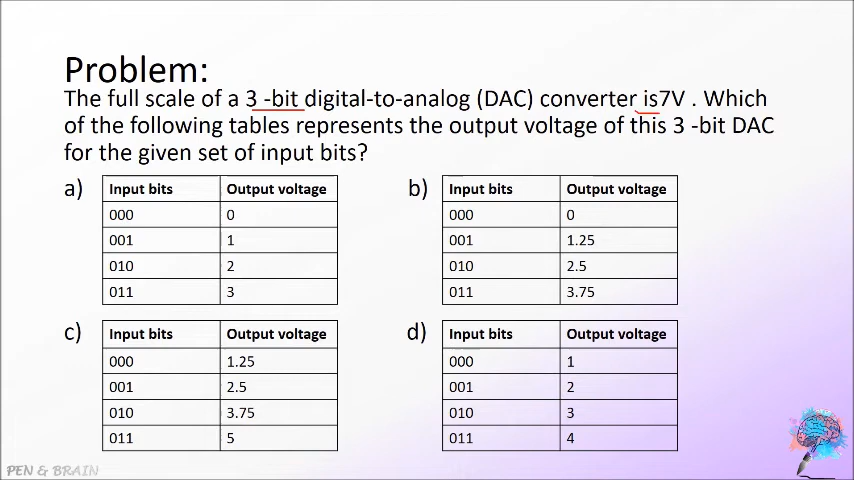 Problem:
The full scale of a 3 -bit digital-to-analog (DAC) converter is7V . Which
of the following tables represents the output voltage of this 3 -bit DAC
for the given set of input bits?
a)
Input bits Output voltage
000 0
001 1
010 2
011 3
b)
Input bits Output voltage
000 0
001 1.25
010 2.5
011 3.75
c)
Input bits Output voltage
000 1.25
001 2.5
010 3.75
011 5
d)
Input bits Output voltage
000 1
001 2
010 3
011 4
PEN & BRAIN